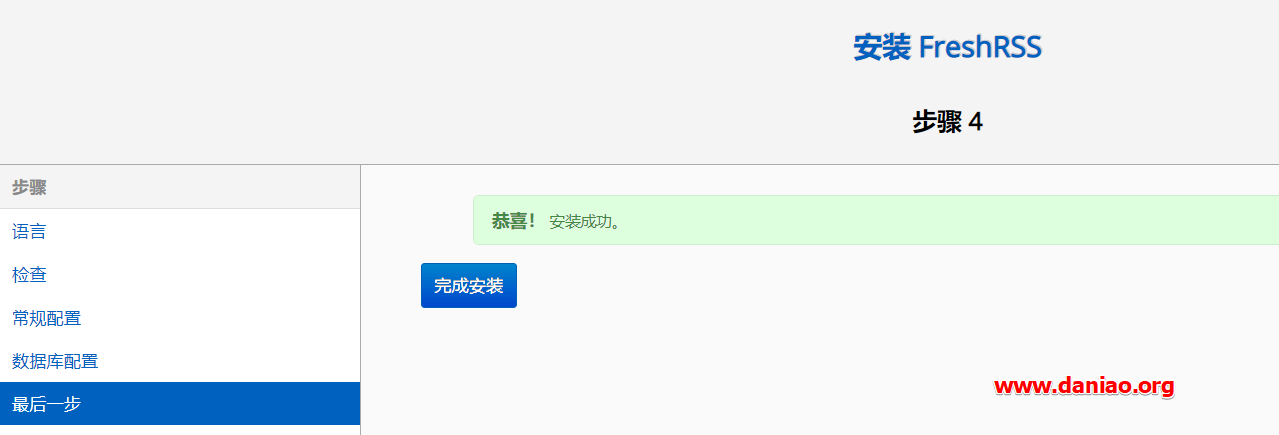 安装 FreshRSS
步骤 4
步骤
语言
检查
常规配置
数据库配置
最后一步
恭喜！ 安装成功。
完成安装
www.daniao.org